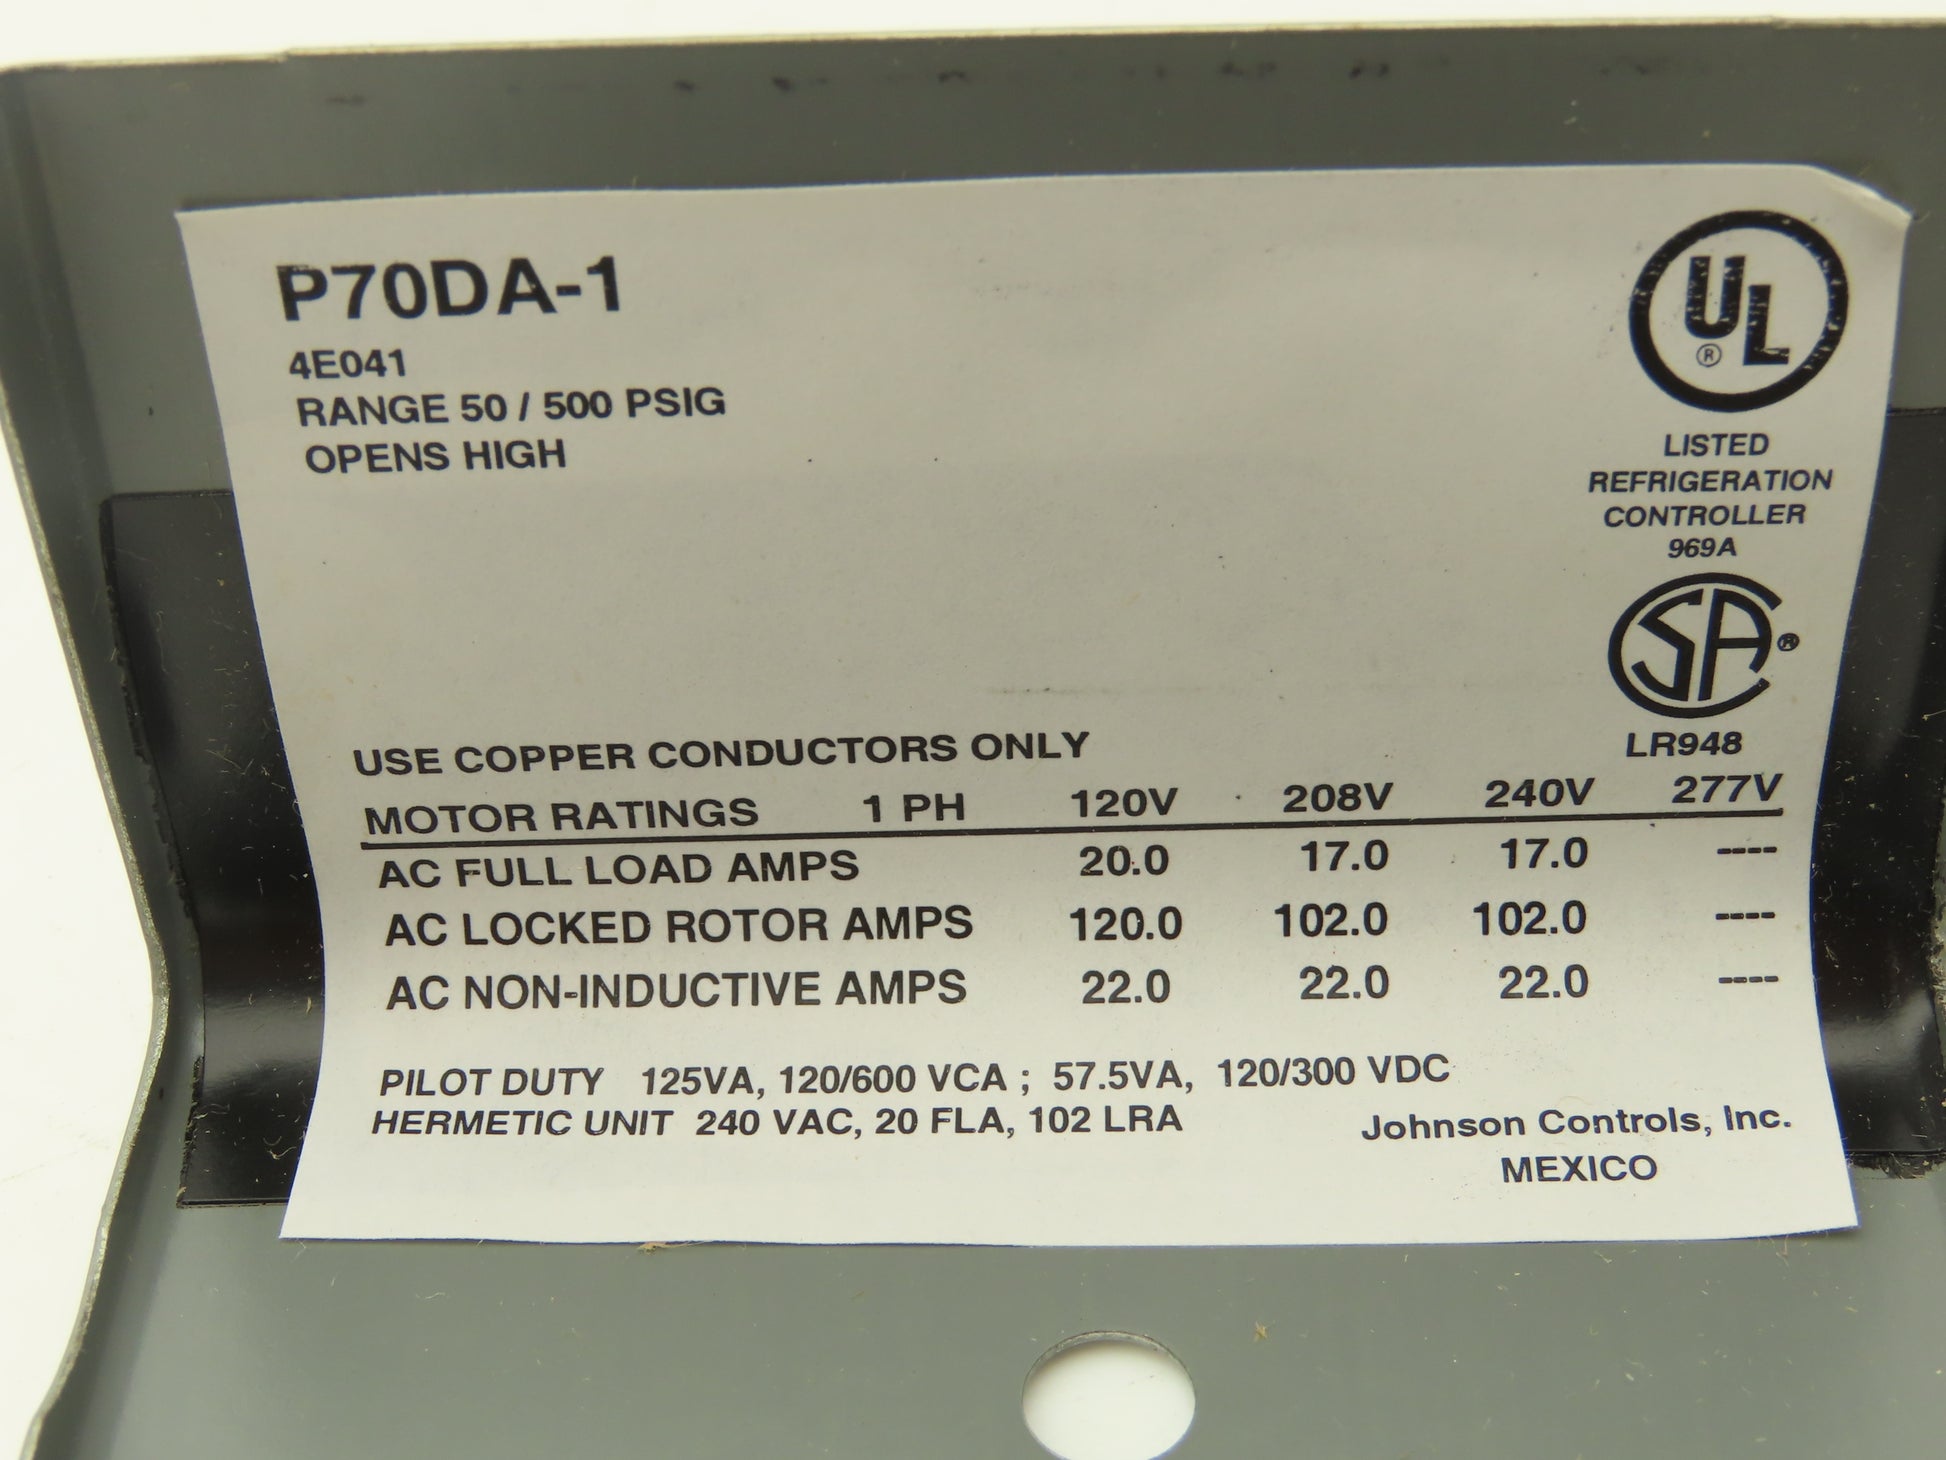 P70DA-1
4E041
RANGE 50 / 500 PSIG
OPENS HIGH
UL
®
LISTED
REFRIGERATION
CONTROLLER
969A
SA ®
LR948
USE COPPER CONDUCTORS ONLY
MOTOR RATINGS 1 PH 120V 208V 240V 277V
AC FULL LOAD AMPS 20.0 17.0 17.0 ----
AC LOCKED ROTOR AMPS 120.0 102.0 102.0 ----
AC NON-INDUCTIVE AMPS 22.0 22.0 22.0 ----
PILOT DUTY 125VA, 120/600 VCA ; 57.5VA, 120/300 VDC
HERMETIC UNIT 240 VAC, 20 FLA, 102 LRA
Johnson Controls, Inc.
MEXICO